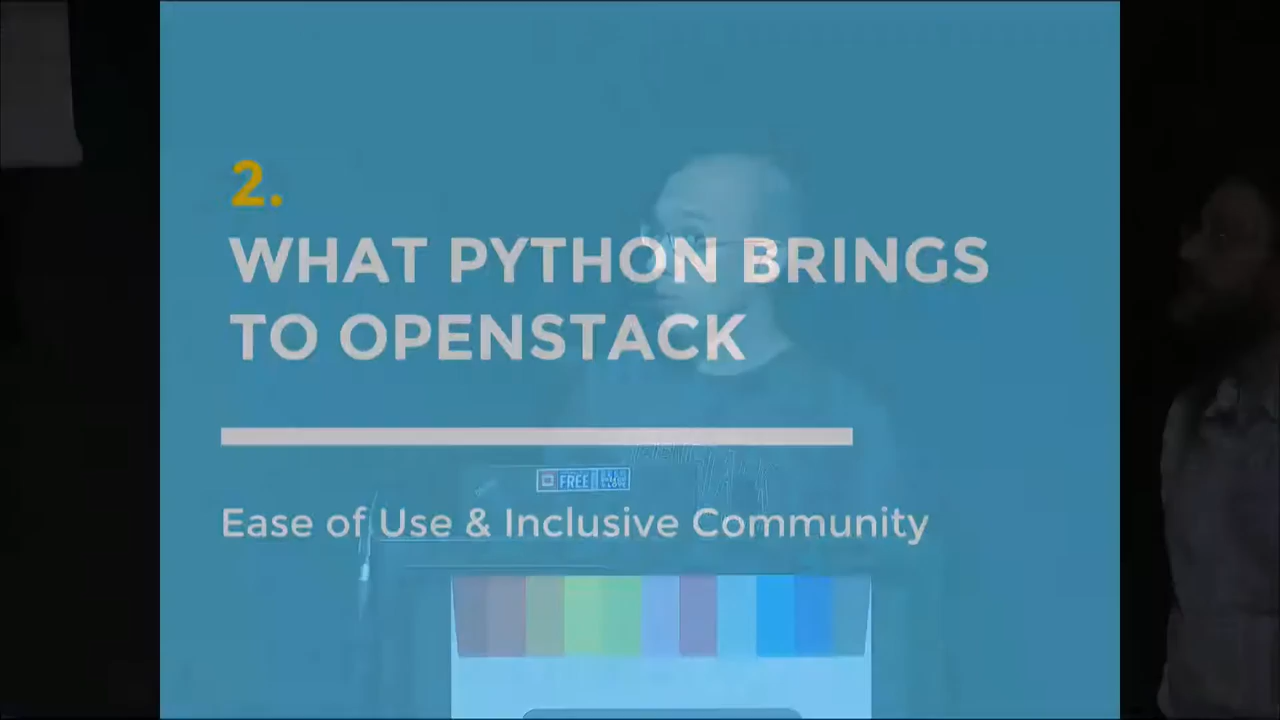 2.
WHAT PYTHON BRINGS
TO OPENSTACK
FREE
Ease of Use & Inclusive Community